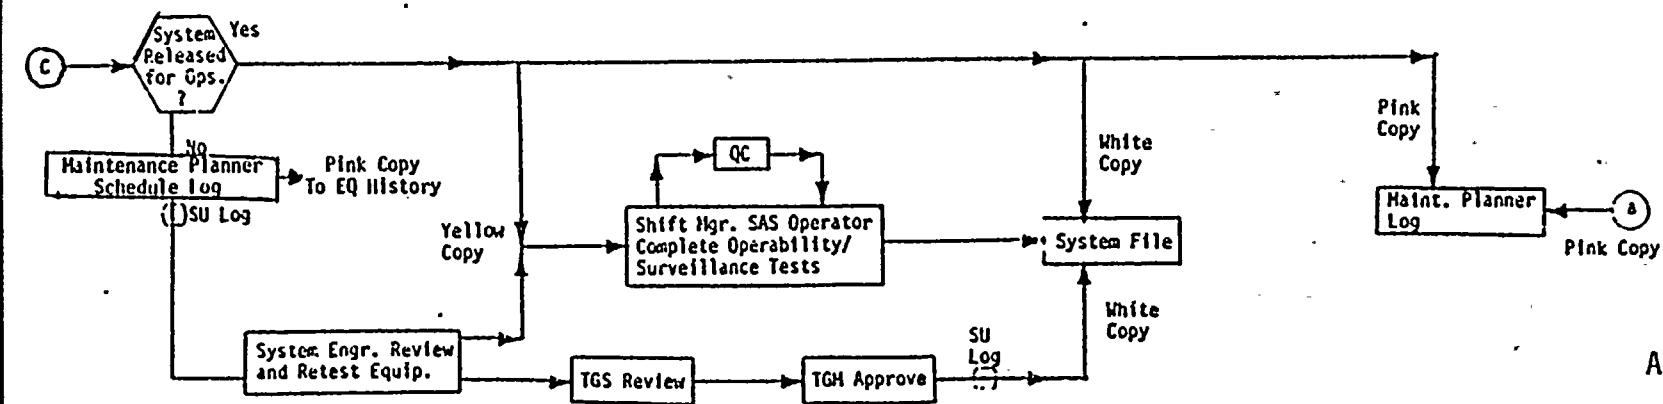 C
System
Released
for Ops.
?
Yes
No
Maintenance Planner
Schedule Log
Pink Copy
To EQ History
SU Log
Yellow
Copy
QC
Shift Mgr. SAS Operator
Complete Operability/
Surveillance Tests
White
Copy
System File
Pink
Copy
Maint. Planner
Log
Pink Copy
System Engr. Review
and Retest Equip.
TGS Review
TGM Approve
SU
Log
White
Copy
A